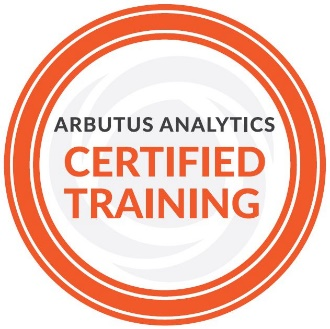 ARBUTUS ANALYTICS
CERTIFIED
TRAINING